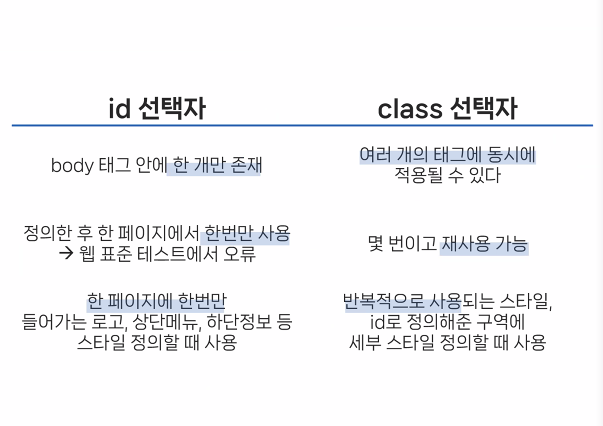 id 선택자
class 선택자
body 태그 안에 한 개만 존재
여러 개의 태그에 동시에
적용될 수 있다
정의한 후 한 페이지에서 한번만 사용
→ 웹 표준 테스트에서 오류
몇 번이고 재사용 가능
한 페이지에 한번만
들어가는 로고, 상단메뉴, 하단정보 등
스타일 정의할 때 사용
반복적으로 사용되는 스타일,
id로 정의해준 구역에
세부 스타일 정의할 때 사용